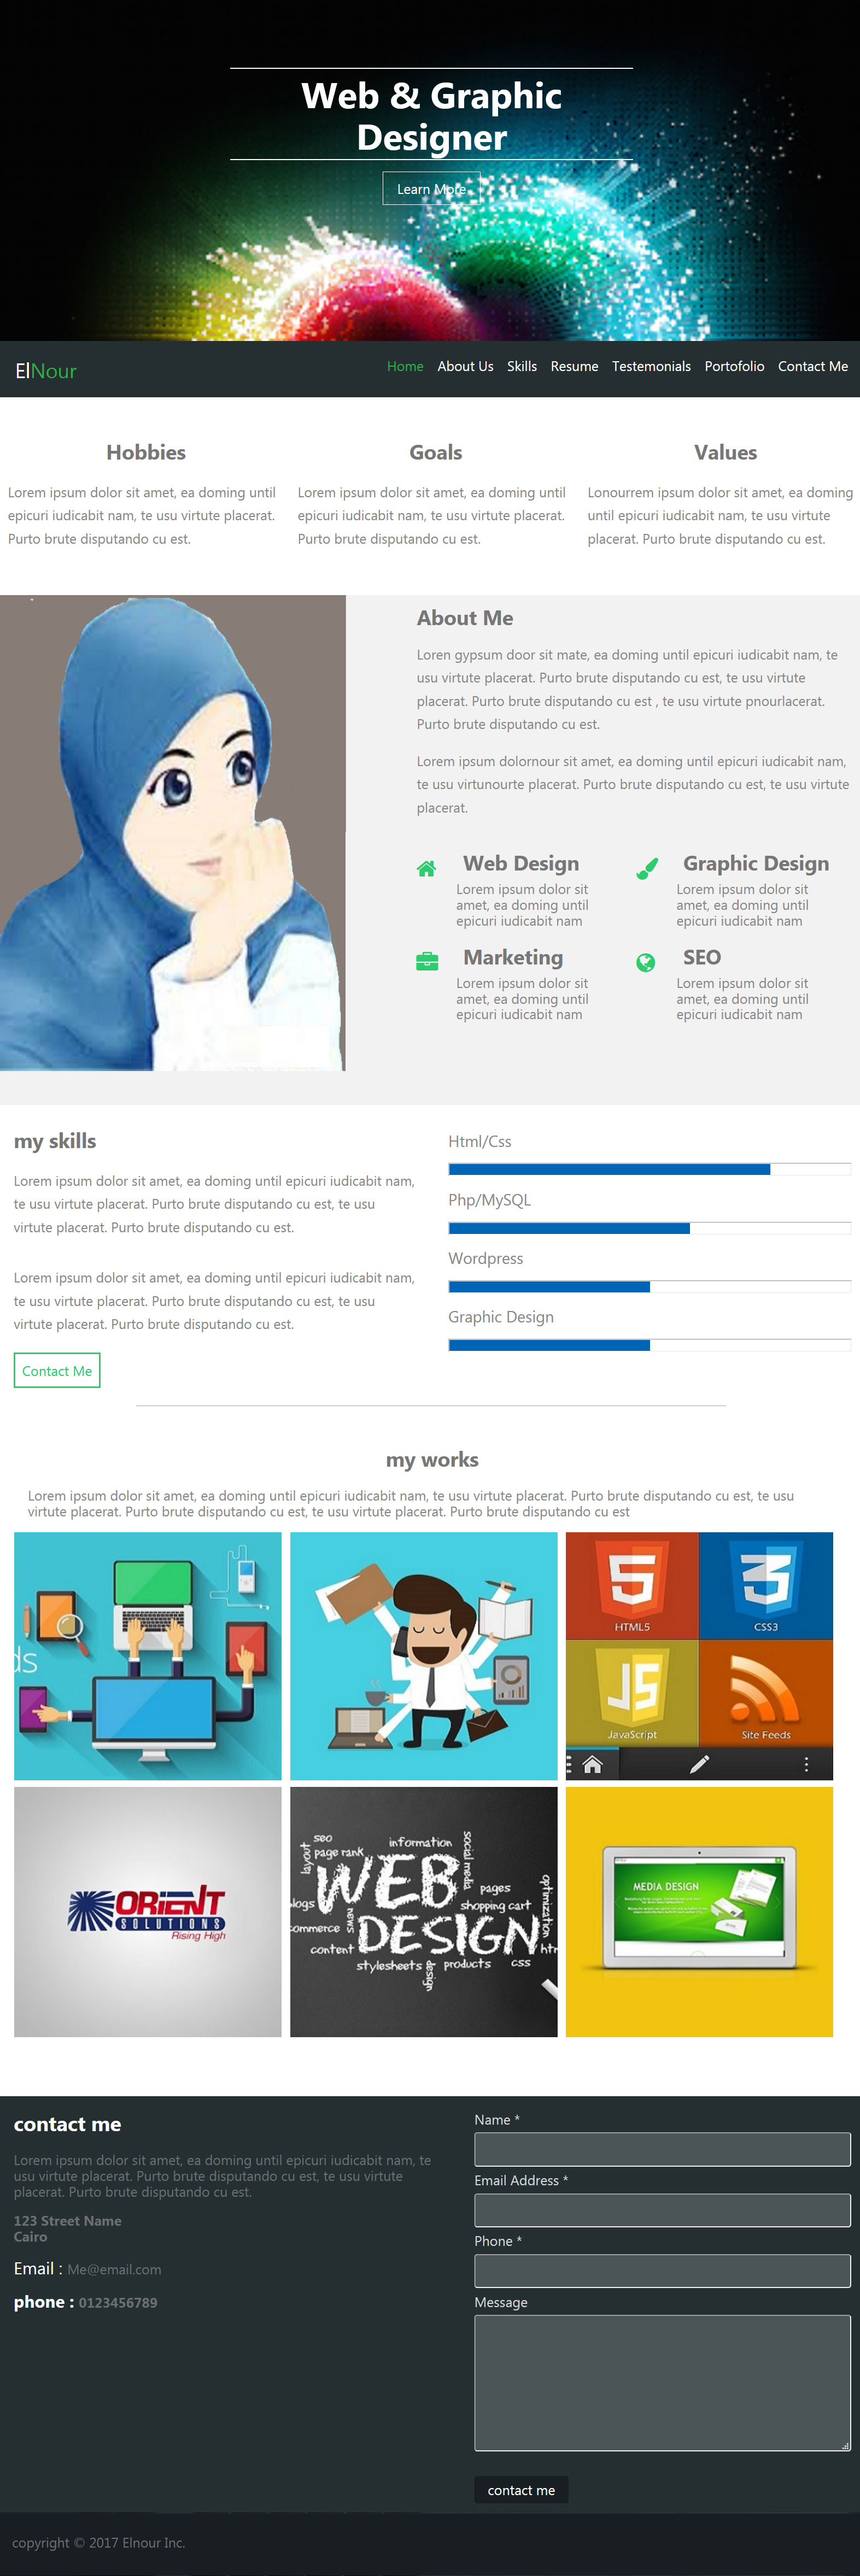 Web & Graphic
Designer
Learn More
ElNour
Home About Us Skills Resume Testemonials Portofolio Contact Me
Hobbies
Lorem ipsum dolor sit amet, ea doming until
epicuri iudicabit nam, te usu virtute placerat.
Purto brute disputando cu est.
Goals
Lorem ipsum dolor sit amet, ea doming until
epicuri iudicabit nam, te usu virtute placerat.
Purto brute disputando cu est.
Values
Lonourrem ipsum dolor sit amet, ea doming
until epicuri iudicabit nam, te usu virtute
placerat. Purto brute disputando cu est.
About Me
Loren gypsum door sit mate, ea doming until epicuri iudicabit nam, te
usu virtute placerat. Purto brute disputando cu est, te usu virtute
placerat. Purto brute disputando cu est , te usu virtute pnourlacerat.
Purto brute disputando cu est.
Lorem ipsum dolornour sit amet, ea doming until epicuri iudicabit nam,
te usu virtunourte placerat. Purto brute disputando cu est, te usu virtute
placerat.
Web Design
Lorem ipsum dolor sit
amet, ea doming until
epicuri iudicabit nam
Graphic Design
Lorem ipsum dolor sit
amet, ea doming until
epicuri iudicabit nam
Marketing
Lorem ipsum dolor sit
amet, ea doming until
epicuri iudicabit nam
SEO
Lorem ipsum dolor sit
amet, ea doming until
epicuri iudicabit nam
my skills
Lorem ipsum dolor sit amet, ea doming until epicuri iudicabit nam,
te usu virtute placerat. Purto brute disputando cu est, te usu
virtute placerat. Purto brute disputando cu est.
Lorem ipsum dolor sit amet, ea doming until epicuri iudicabit nam,
te usu virtute placerat. Purto brute disputando cu est, te usu
virtute placerat. Purto brute disputando cu est.
Contact Me
Html/Css
Php/MySQL
Wordpress
Graphic Design
my works
Lorem ipsum dolor sit amet, ea doming until epicuri iudicabit nam, te usu virtute placerat. Purto brute disputando cu est, te usu
virtute placerat. Purto brute disputando cu est, te usu virtute placerat. Purto brute disputando cu est
ds
HTML5
CSS3
JavaScript
Site Feeds
ORIENT
SOLUTIONS
Rising High
seo
information
layout
page rank
social media
WEB
pages
blogs
shopping cart
optimization
news
commerce
DESIGN
content
htm
stylesheets
design
products
css
MEDIA DESIGN
contact me
Lorem ipsum dolor sit amet, ea doming until epicuri iudicabit nam, te
usu virtute placerat. Purto brute disputando cu est, te usu virtute
placerat. Purto brute disputando cu est.
123 Street Name
Cairo
Email : Me@email.com
phone : 0123456789
Name *
Email Address *
Phone *
Message
contact me
copyright © 2017 Elnour Inc.